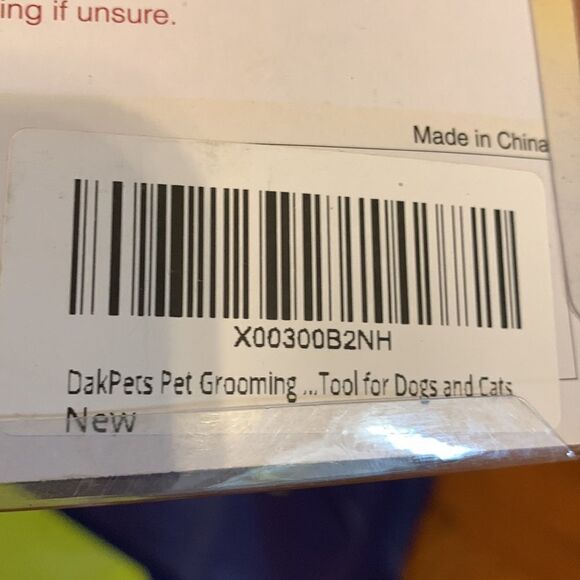 ing if unsure.
Made in China
X00300B2NH
DakPets Pet Grooming ...Tool for Dogs and Cats
New